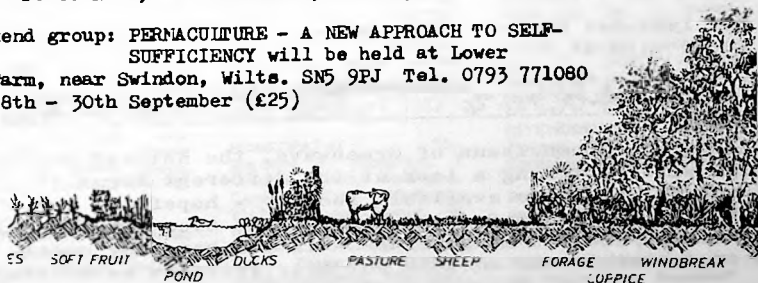 end group: PERMACULTURE - A NEW APPROACH TO SELF-
SUFFICIENCY will be held at Lower
arm, near Swindon, Wilts. SN5 9PJ Tel. 0793 771080
8th - 30th September (£25)
ES SOFT FRUIT POND DUCKS PASTURE SHEEP FORAGE COPPICE WINDBREAK